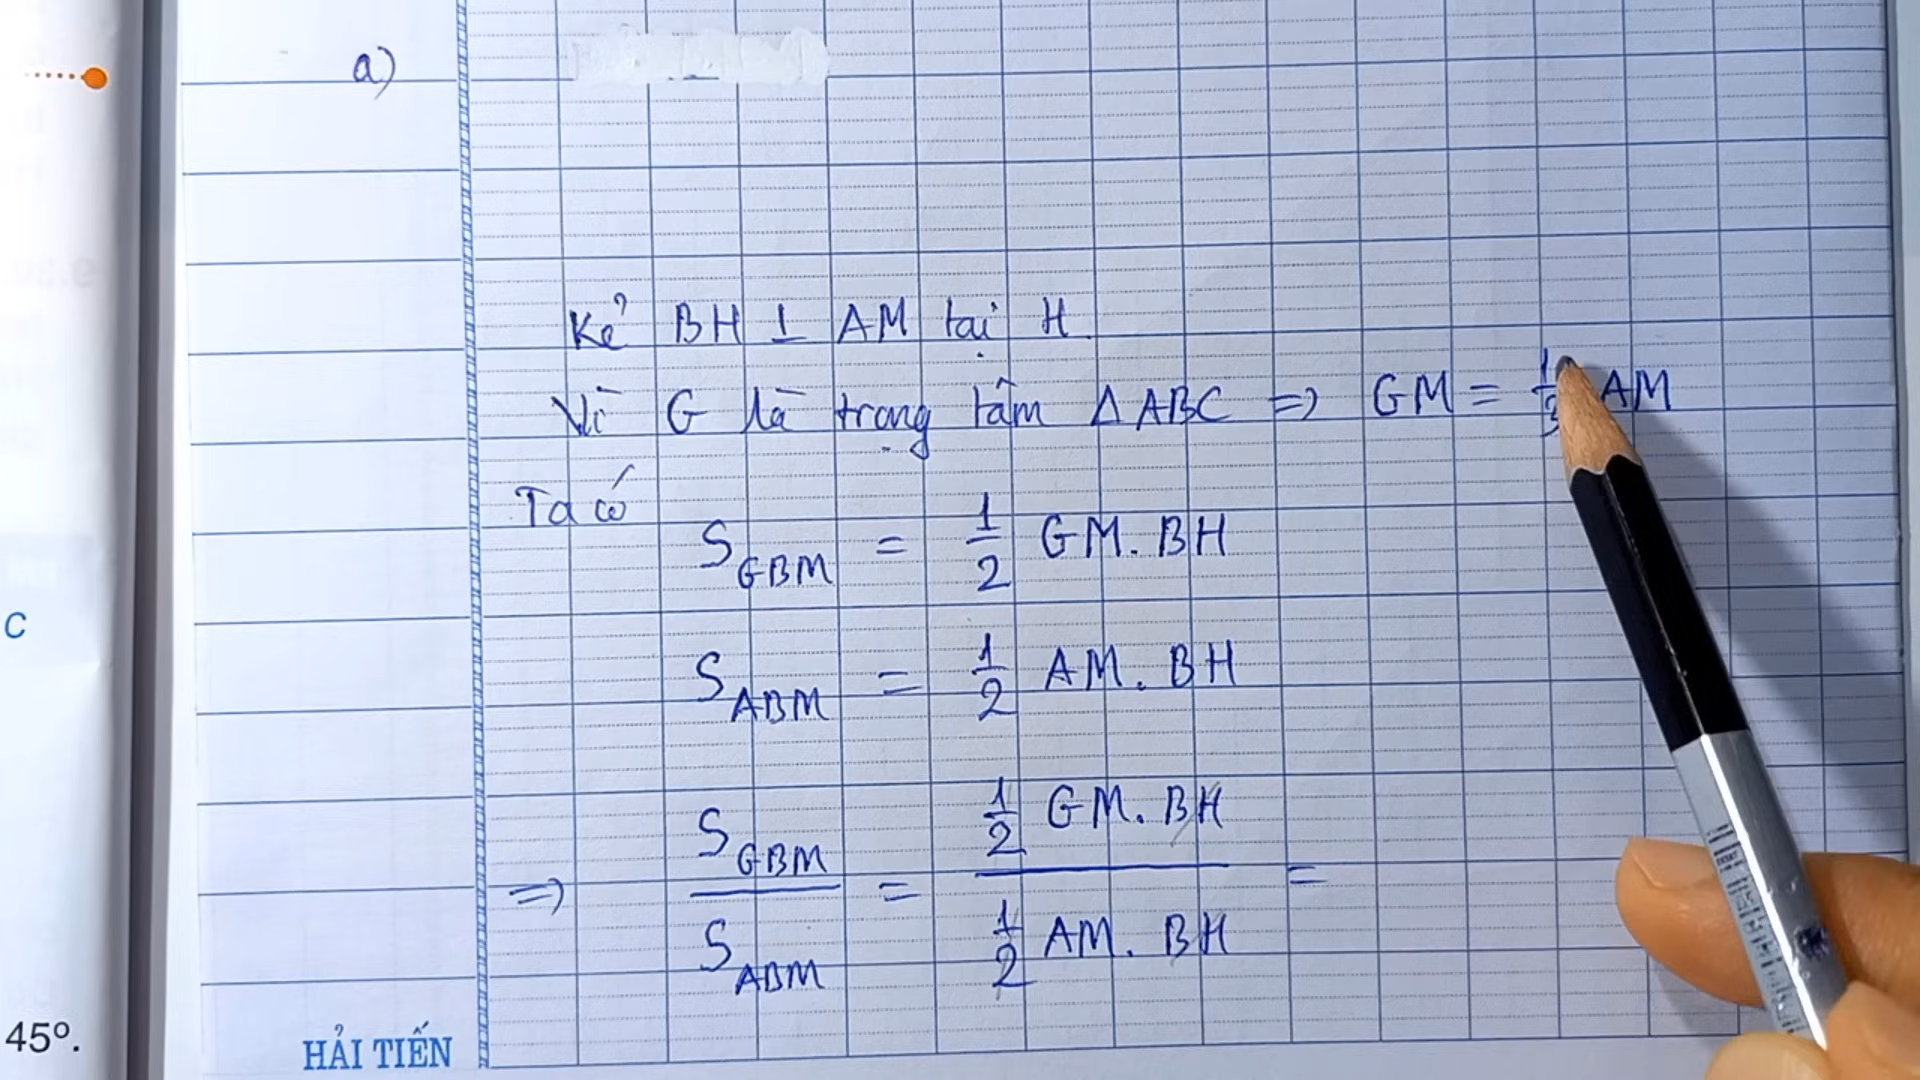 a)
Kẻ BH ⊥ AM tại H.
Vì G là trọng tâm ΔABC => GM = 1/3 AM
Ta có
S_GBM = 1/2 GM. BH
S_ABM = 1/2 AM. BH
=> S_GBM / S_ABM = 1/2 GM. BH / 1/2 AM. BH =
C
45º.
HẢI TIẾN